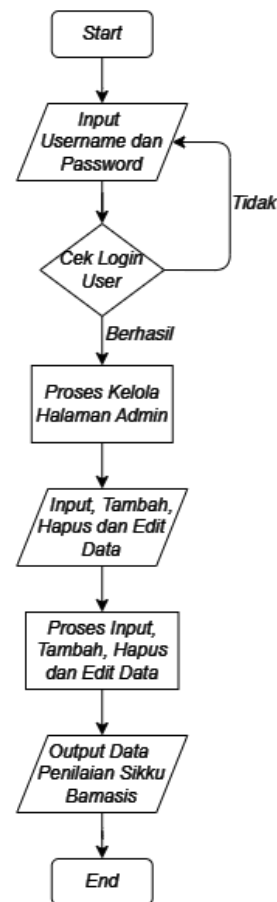 Start
Input
Username dan
Password
Tidak
Cek Login
User
Berhasil
Proses Kelola
Halaman Admin
Input, Tambah,
Hapus dan Edit
Data
Proses Input,
Tambah, Hapus
dan Edit Data
Output Data
Penilaian Sikku
Bamasis
End